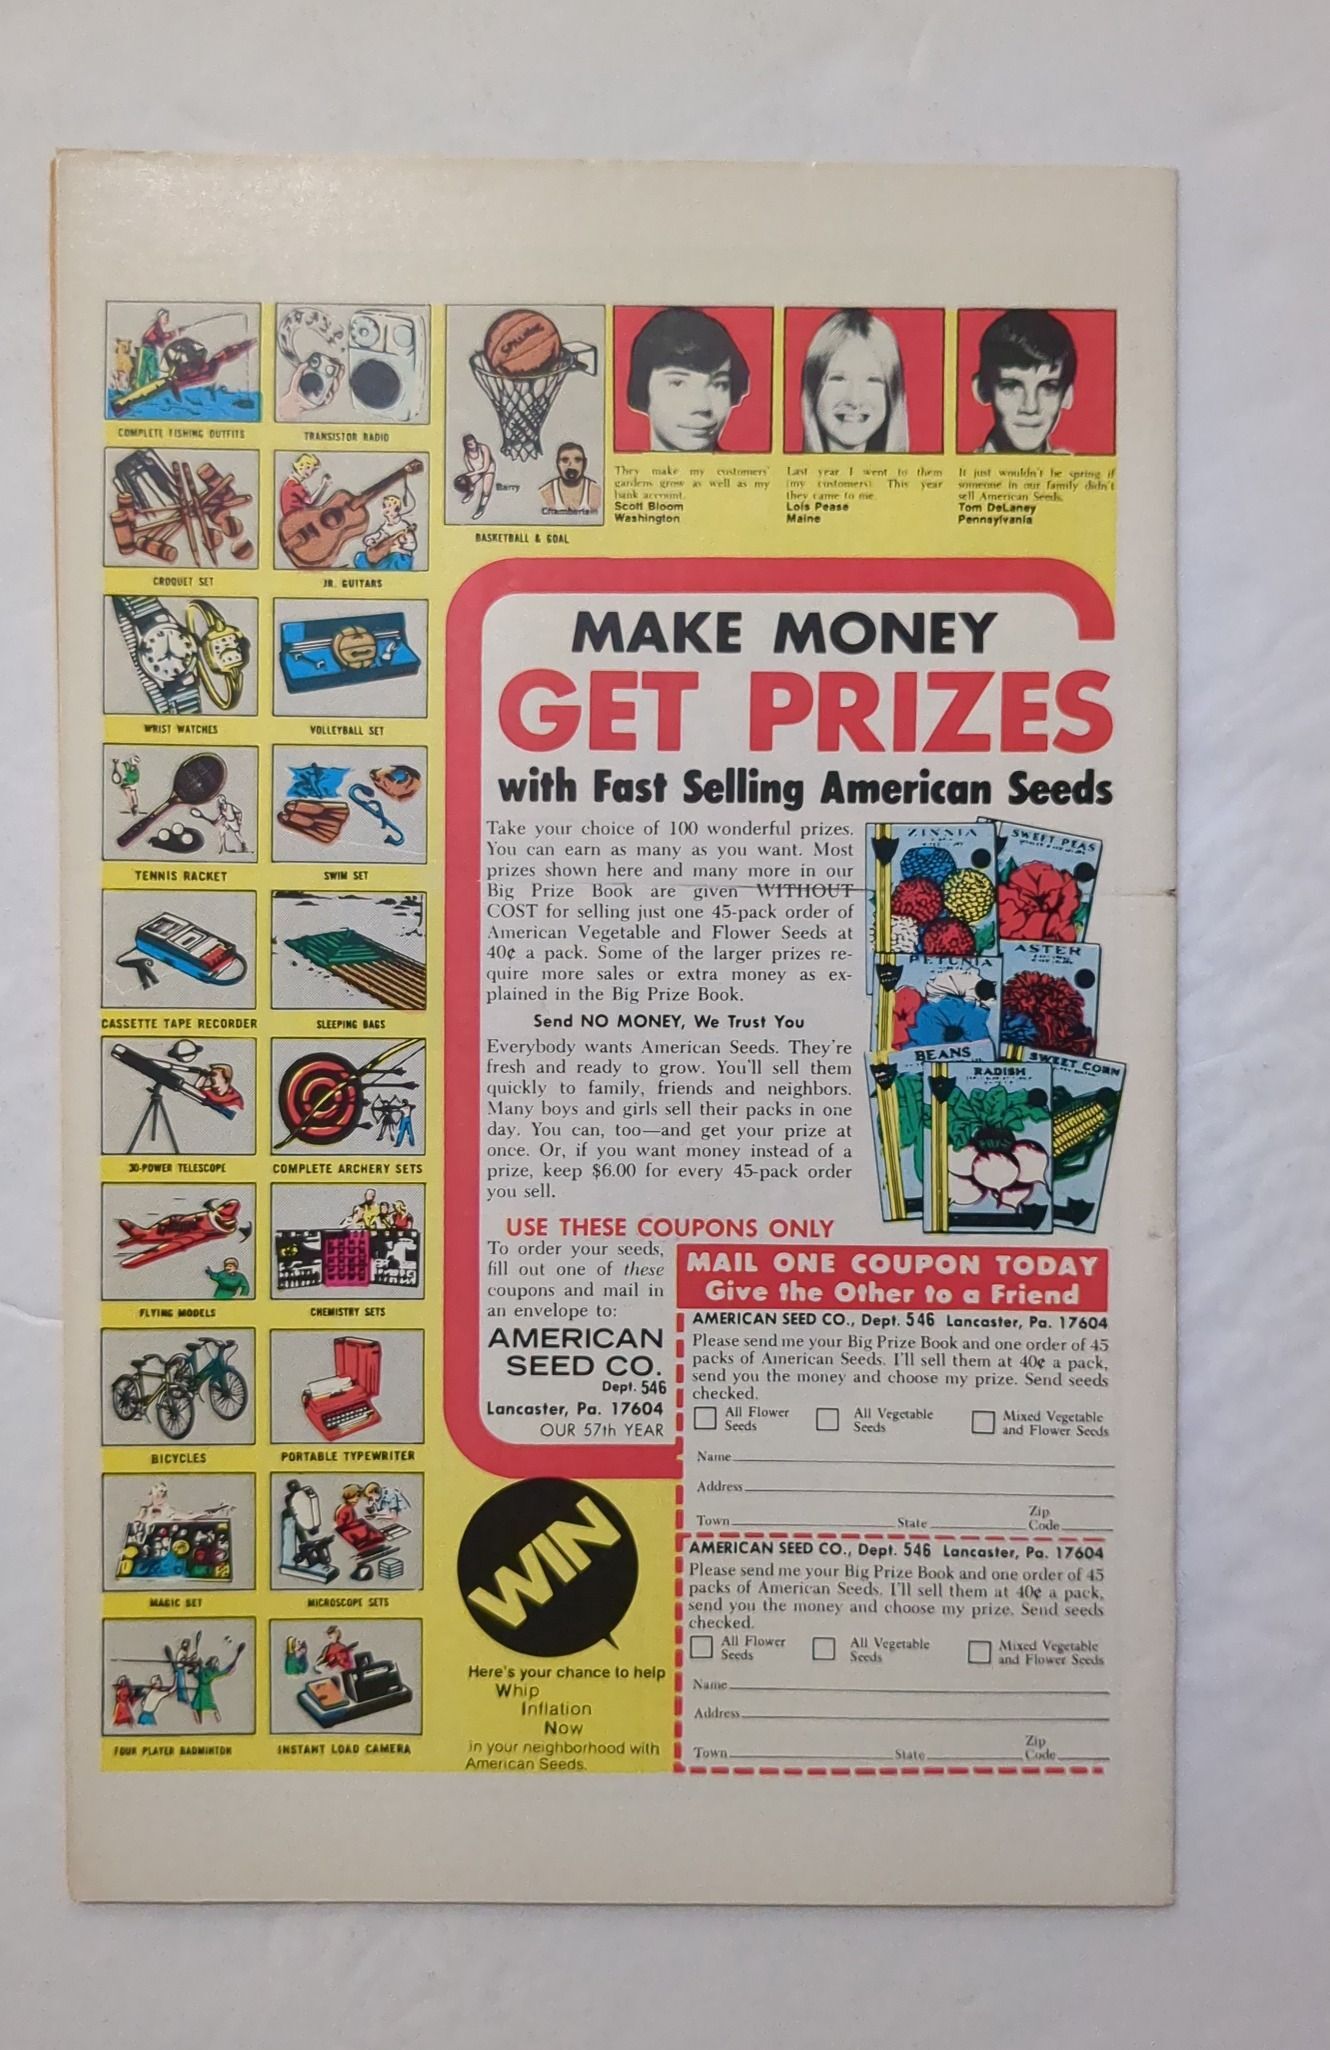 COMPLETE FISHING OUTFITS
TRANSISTOR RADIO
CROQUET SET
JR. GUITARS
WRIST WATCHES
VOLLEYBALL SET
TENNIS RACKET
SWIM SET
CASSETTE TAPE RECORDER
SLEEPING BAGS
30-POWER TELESCOPE
COMPLETE ARCHERY SETS
FLYING MODELS
CHEMISTRY SETS
BICYCLES
PORTABLE TYPEWRITER
MAGIC SET
MICROSCOPE SETS
FOUR PLAYER BADMINTON
INSTANT LOAD CAMERA
SPALDING
Barry
Chamberlain
BASKETBALL & GOAL
They make my customers'
gardens grow as well as my
bank account.
Scott Bloom
Washington
Last year I went to them
(my customers). This year
they came to me.
Lois Pease
Maine
It just wouldn't be spring if
someone in our family didn't
sell American Seeds.
Tom DeLaney
Pennsylvania
MAKE MONEY
GET PRIZES
with Fast Selling American Seeds
Take your choice of 100 wonderful prizes.
You can earn as many as you want. Most
prizes shown here and many more in our
Big Prize Book are given WITHOUT
COST for selling just one 45-pack order of
American Vegetable and Flower Seeds at
40¢ a pack. Some of the larger prizes re-
quire more sales or extra money as ex-
plained in the Big Prize Book.
Send NO MONEY, We Trust You
Everybody wants American Seeds. They're
fresh and ready to grow. You'll sell them
quickly to family, friends and neighbors.
Many boys and girls sell their packs in one
day. You can, too—and get your prize at
once. Or, if you want money instead of a
prize, keep $6.00 for every 45-pack order
you sell.
ZINNIA
SWEET PEAS
PETUNIA
ASTER
BEANS
RADISH
SWEET CORN
USE THESE COUPONS ONLY
To order your seeds,
fill out one of these
coupons and mail in
an envelope to:
AMERICAN
SEED CO.
Dept. 546
Lancaster, Pa. 17604
OUR 57th YEAR
MAIL ONE COUPON TODAY
Give the Other to a Friend
AMERICAN SEED CO., Dept. 546 Lancaster, Pa. 17604
Please send me your Big Prize Book and one order of 45
packs of American Seeds. I'll sell them at 40¢ a pack,
send you the money and choose my prize. Send seeds
checked.
All Flower Seeds
All Vegetable Seeds
Mixed Vegetable and Flower Seeds
Name
Address
Town State Zip Code
AMERICAN SEED CO., Dept. 546 Lancaster, Pa. 17604
Please send me your Big Prize Book and one order of 45
packs of American Seeds. I'll sell them at 40¢ a pack,
send you the money and choose my prize. Send seeds
checked.
All Flower Seeds
All Vegetable Seeds
Mixed Vegetable and Flower Seeds
Name
Address
Town State Zip Code
WIN
Here's your chance to help
Whip
Inflation
Now
in your neighborhood with
American Seeds.